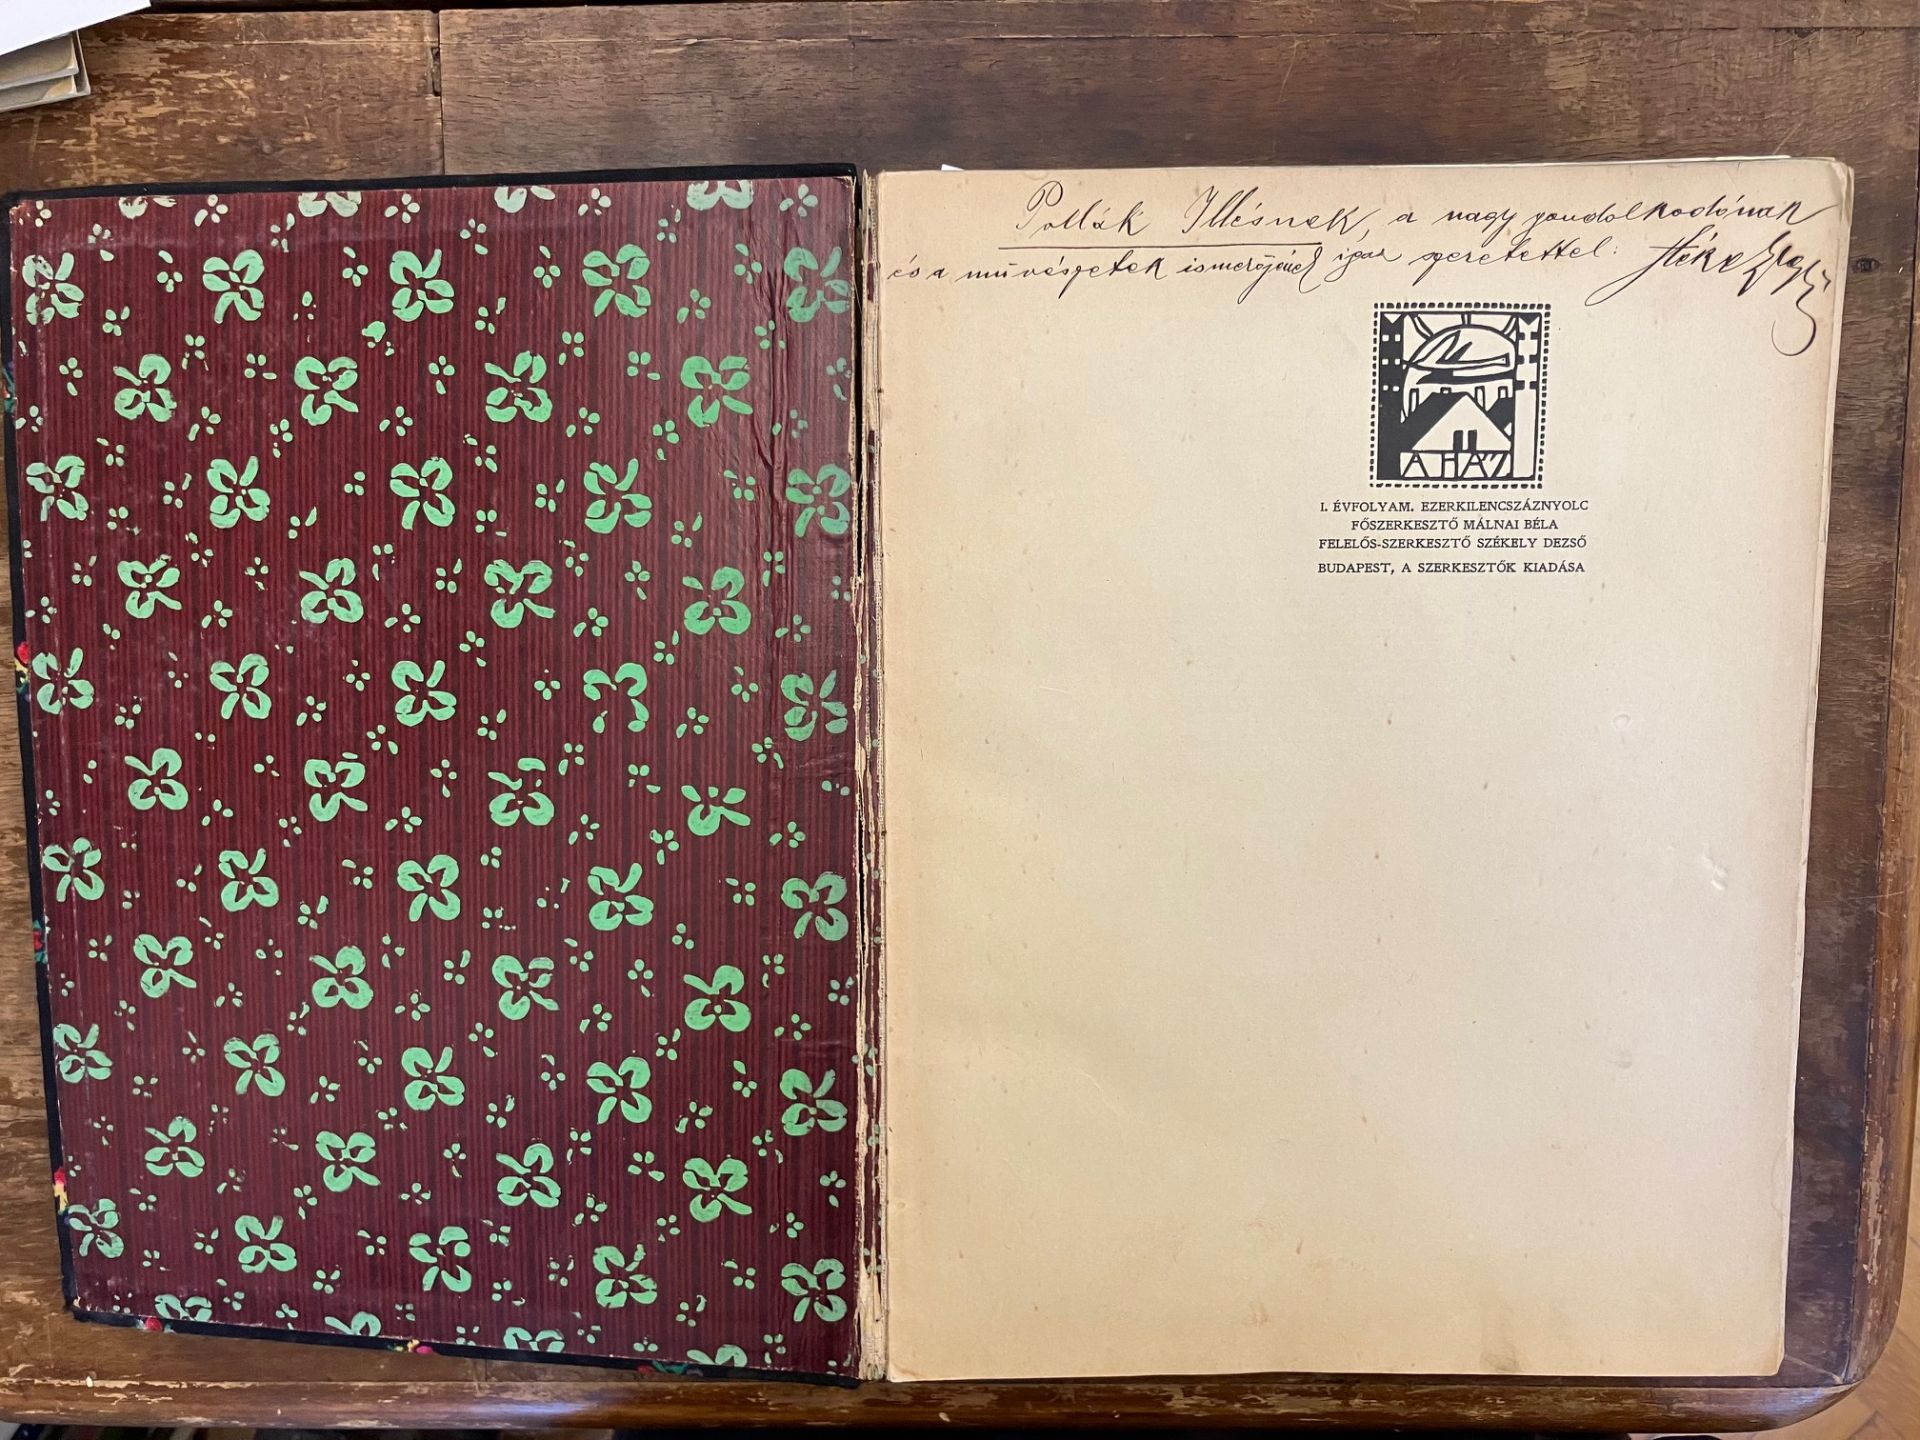 Pollák Illésnek, a nagy gondolkodónak
és a művészetek ismerőjének igaz szeretettel:
A HÁZ
I. ÉVFOLYAM. EZERKILENCSZÁZNYOLC
FŐSZERKESZTŐ MÁLNAI BÉLA
FELELŐS-SZERKESZTŐ SZÉKELY DEZSŐ
BUDAPEST, A SZERKESZTŐK KIADÁSA